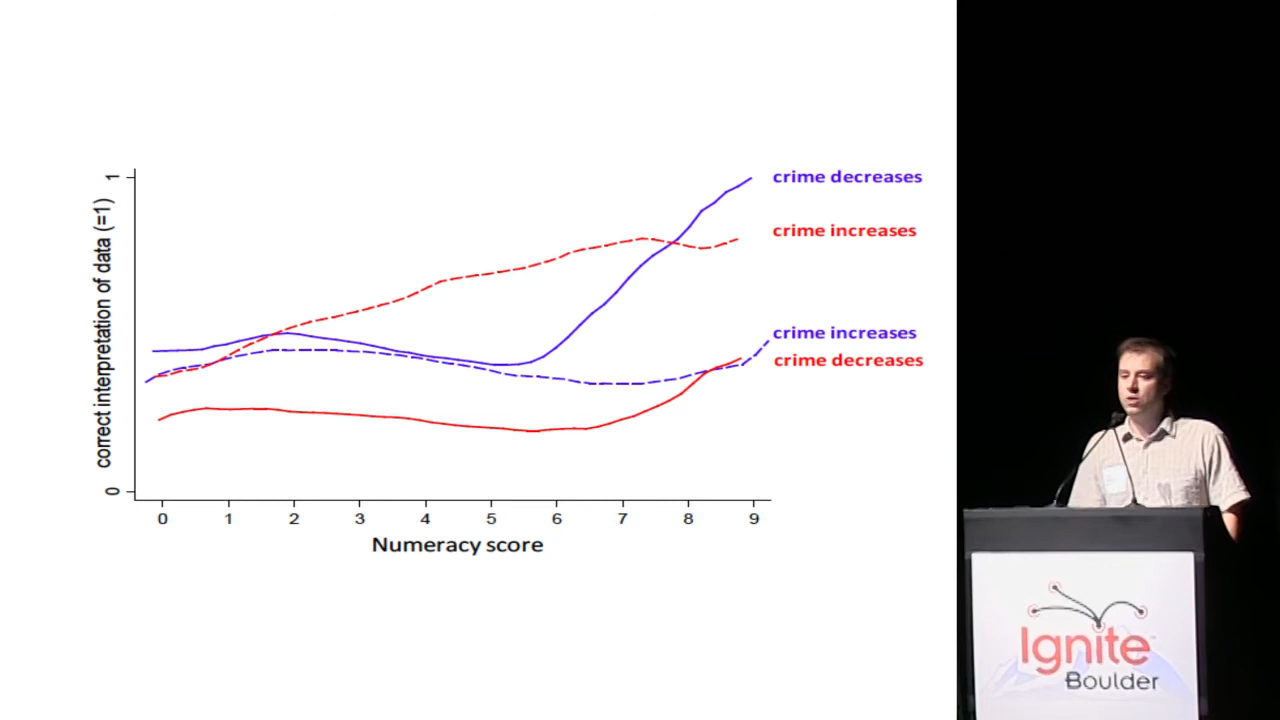 correct interpretation of data (=1)
1
0
crime decreases
crime increases
crime increases
crime decreases
0 1 2 3 4 5 6 7 8 9
Numeracy score
Ignite
Boulder